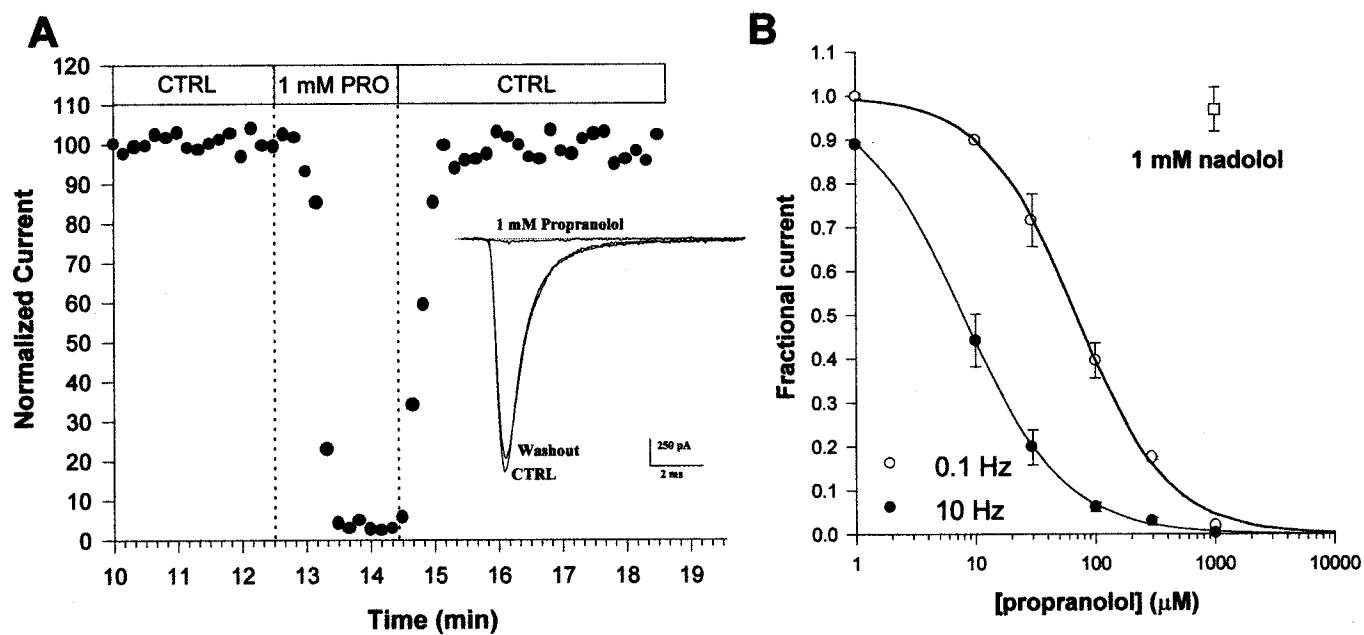 A
Normalized Current
120
110
100
90
80
70
60
50
40
30
20
10
0
CTRL
1 mM PRO
CTRL
1 mM Propranolol
Washout
CTRL
250 pA
2 ms
10 11 12 13 14 15 16 17 18 19
Time (min)
B
Fractional current
1.1
1.0
0.9
0.8
0.7
0.6
0.5
0.4
0.3
0.2
0.1
0.0
1 mM nadolol
0.1 Hz
10 Hz
1 10 100 1000 10000
[propranolol] (μM)